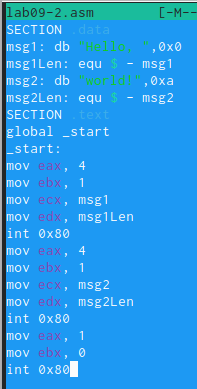 lab09-2.asm [-M--
SECTION .data
msg1: db "Hello, ",0x0
msg1Len: equ $ - msg1
msg2: db "world!",0xa
msg2Len: equ $ - msg2
SECTION .text
global _start
_start:
mov eax, 4
mov ebx, 1
mov ecx, msg1
mov edx, msg1Len
int 0x80
mov eax, 4
mov ebx, 1
mov ecx, msg2
mov edx, msg2Len
int 0x80
mov eax, 1
mov ebx, 0
int 0x80